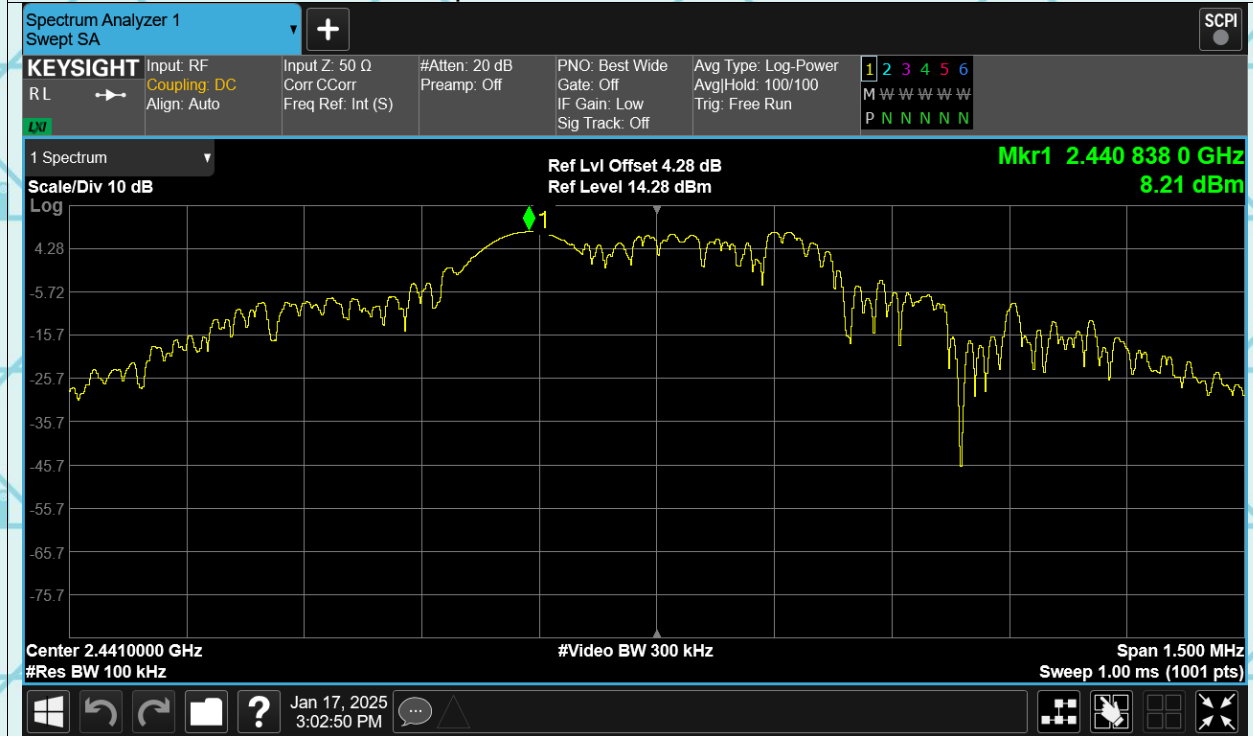 Spectrum Analyzer 1
Swept SA
SCPI
KEYSIGHT
RL
LXI
Input: RF
Coupling: DC
Align: Auto
Input Z: 50 Ω
Corr CCorr
Freq Ref: Int (S)
#Atten: 20 dB
Preamp: Off
PNO: Best Wide
Gate: Off
IF Gain: Low
Sig Track: Off
Avg Type: Log-Power
Avg|Hold: 100/100
Trig: Free Run
1 2 3 4 5 6
M W W W W W
P N N N N N
1 Spectrum
Scale/Div 10 dB
Log
Ref Lvl Offset 4.28 dB
Ref Level 14.28 dBm
Mkr1 2.440 838 0 GHz
8.21 dBm
1
4.28
-5.72
-15.7
-25.7
-35.7
-45.7
-55.7
-65.7
-75.7
Center 2.4410000 GHz
#Video BW 300 kHz
Span 1.500 MHz
#Res BW 100 kHz
Sweep 1.00 ms (1001 pts)
?
Jan 17, 2025
3:02:50 PM